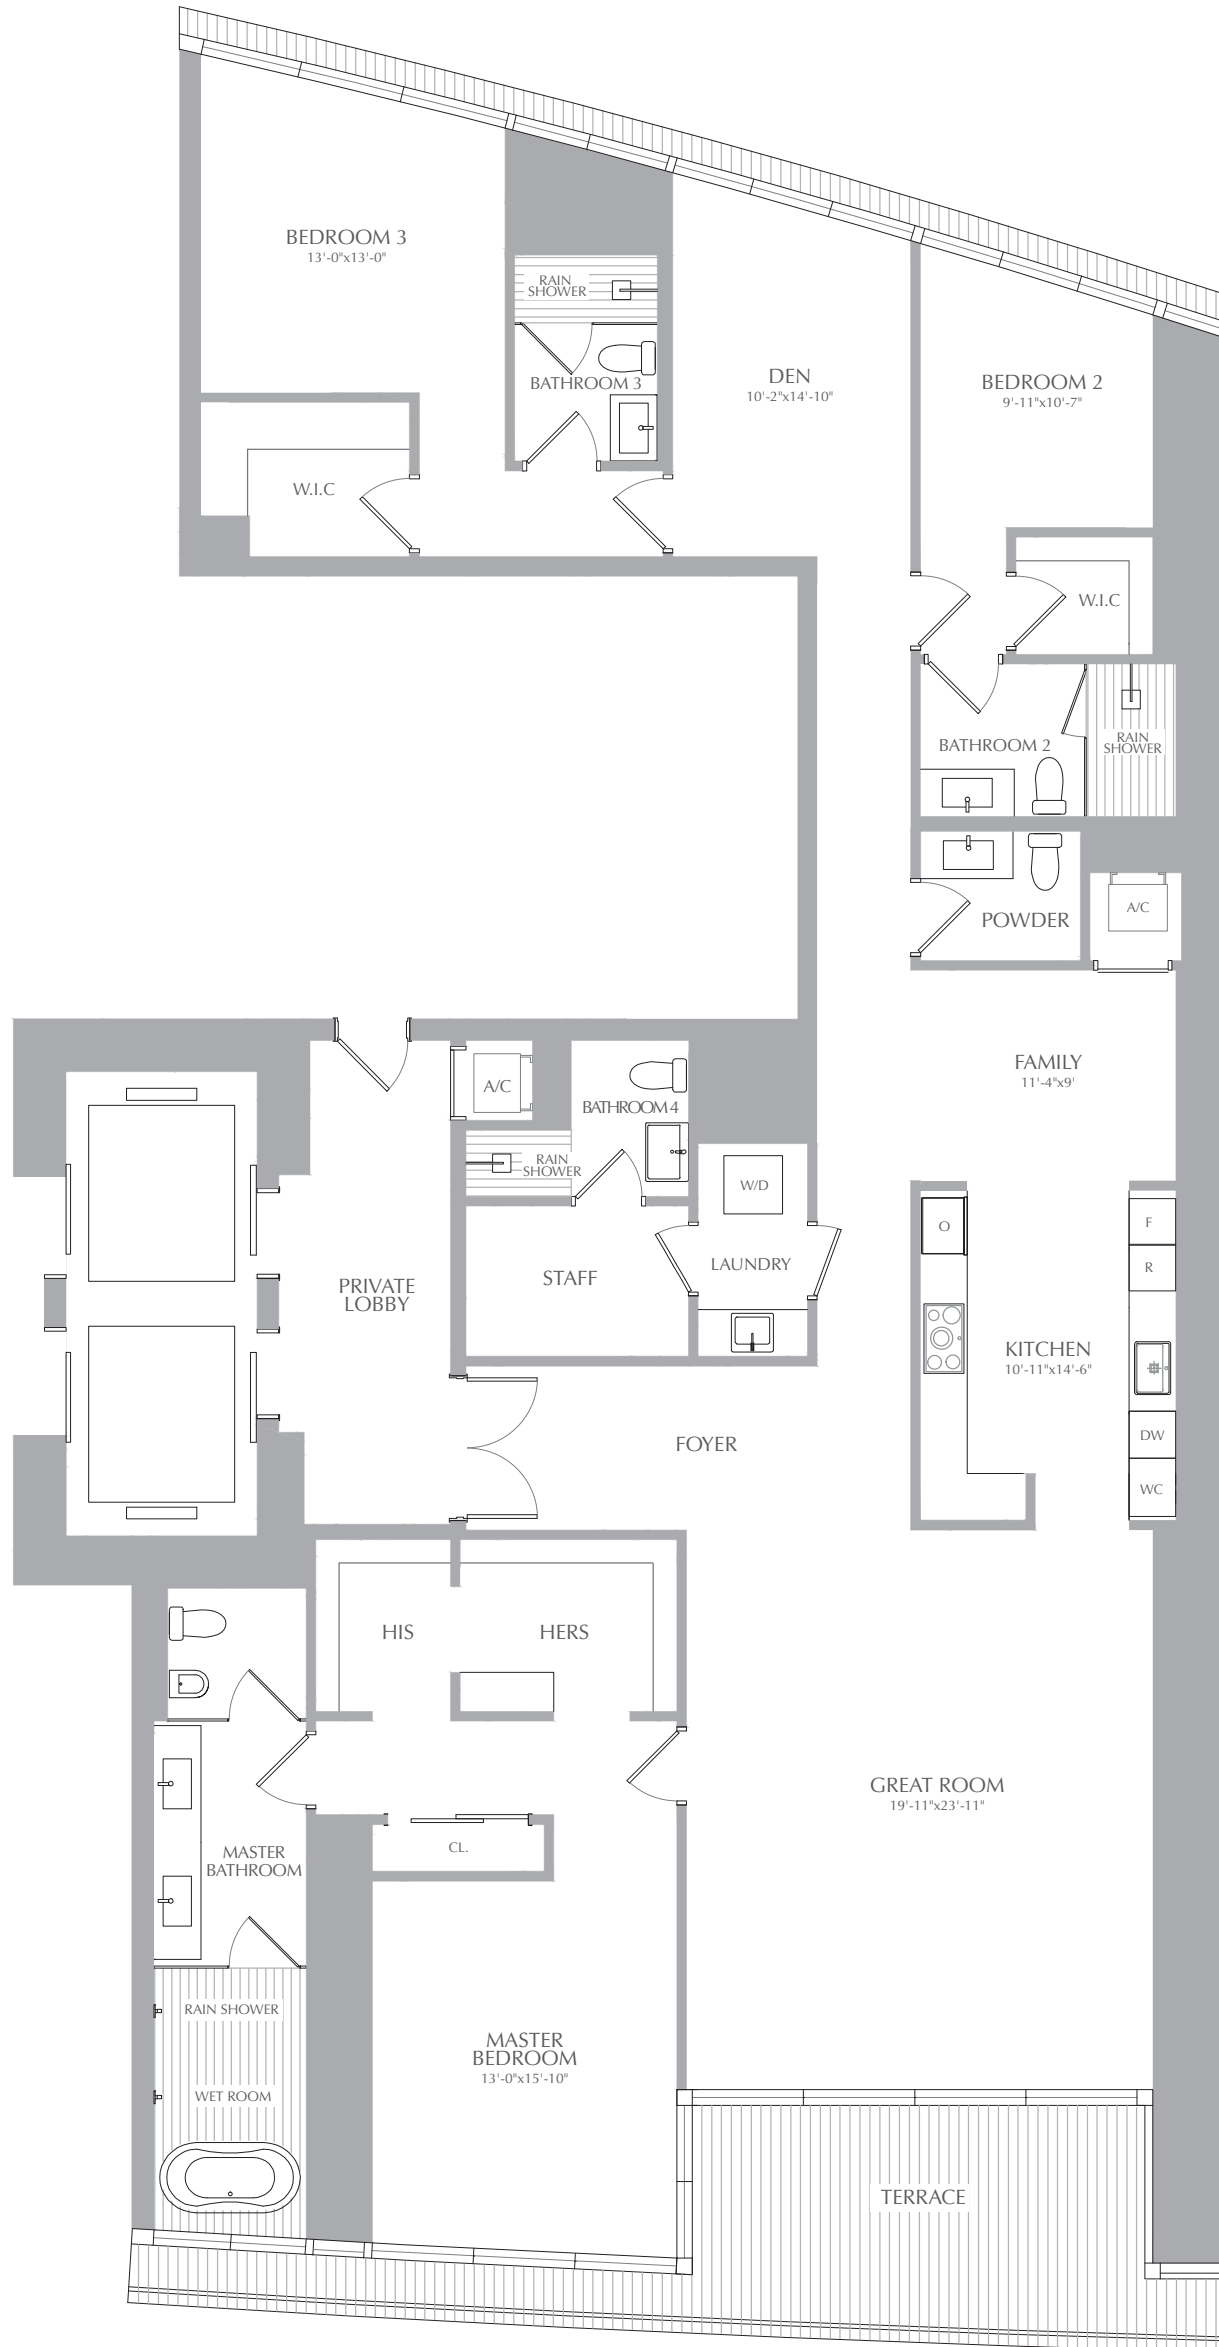 BEDROOM 3
13'-0"x13'-0"
RAIN
SHOWER
BATHROOM 3
DEN
10'-2"x14'-10"
BEDROOM 2
9'-11"x10'-7"
W.I.C
W.I.C
BATHROOM 2
RAIN
SHOWER
POWDER
A/C
FAMILY
11'-4"x9'
A/C
BATHROOM 4
RAIN
SHOWER
W/D
STAFF
LAUNDRY
PRIVATE
LOBBY
O
F
R
KITCHEN
10'-11"x14'-6"
DW
WC
FOYER
HIS
HERS
GREAT ROOM
19'-11"x23'-11"
CL.
MASTER
BATHROOM
RAIN SHOWER
WET ROOM
MASTER
BEDROOM
13'-0"x15'-10"
TERRACE